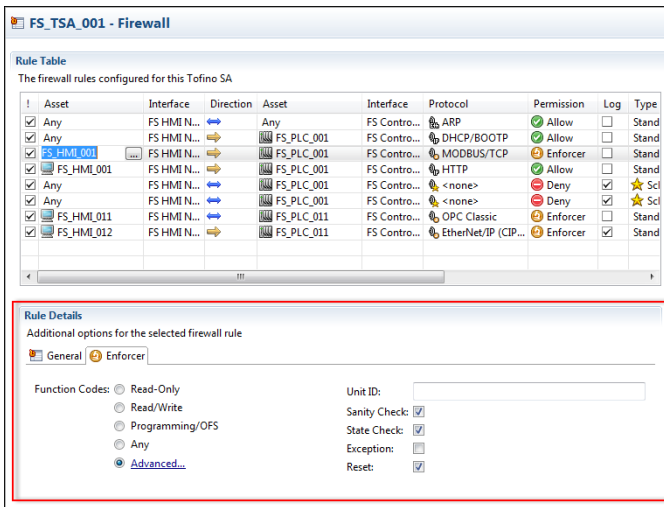 FS_TSA_001 - Firewall
Rule Table
The firewall rules configured for this Tofino SA
! Asset Interface Direction Asset Interface Protocol Permission Log Type
Any FS HMI N... Any FS Contro... ARP Allow Stand
Any FS HMI N... FS_PLC_001 FS Contro... DHCP/BOOTP Allow Stand
FS_HMI_001 ... FS HMI N... FS_PLC_001 FS Contro... MODBUS/TCP Enforcer Stand
FS_HMI_001 FS HMI N... FS_PLC_001 FS Contro... HTTP Allow Stand
Any FS HMI N... FS_PLC_001 FS Contro... <none> Deny Scl
Any FS HMI N... FS_PLC_011 FS Contro... <none> Deny Scl
FS_HMI_011 FS HMI N... FS_PLC_011 FS Contro... OPC Classic Enforcer Stand
FS_HMI_012 FS HMI N... FS_PLC_011 FS Contro... EtherNet/IP (CIP... Enforcer Stand
Rule Details
Additional options for the selected firewall rule
General Enforcer
Function Codes: Read-Only Unit ID:
Read/Write Sanity Check:
Programming/OFS State Check:
Any Exception:
Advanced... Reset: